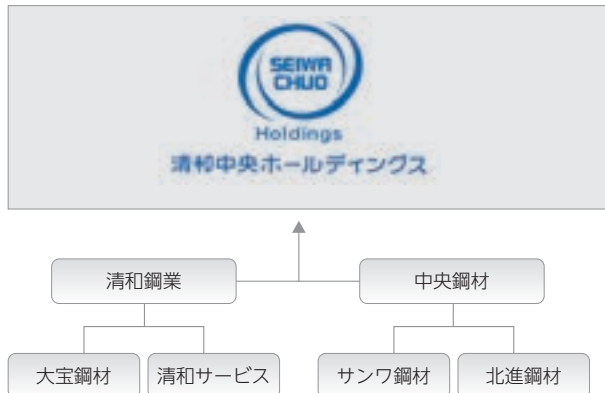 SEIWA
CHUO
Holdings
清和中央ホールディングス
清和鋼業
中央鋼材
大宝鋼材
清和サービス
サンワ鋼材
北進鋼材